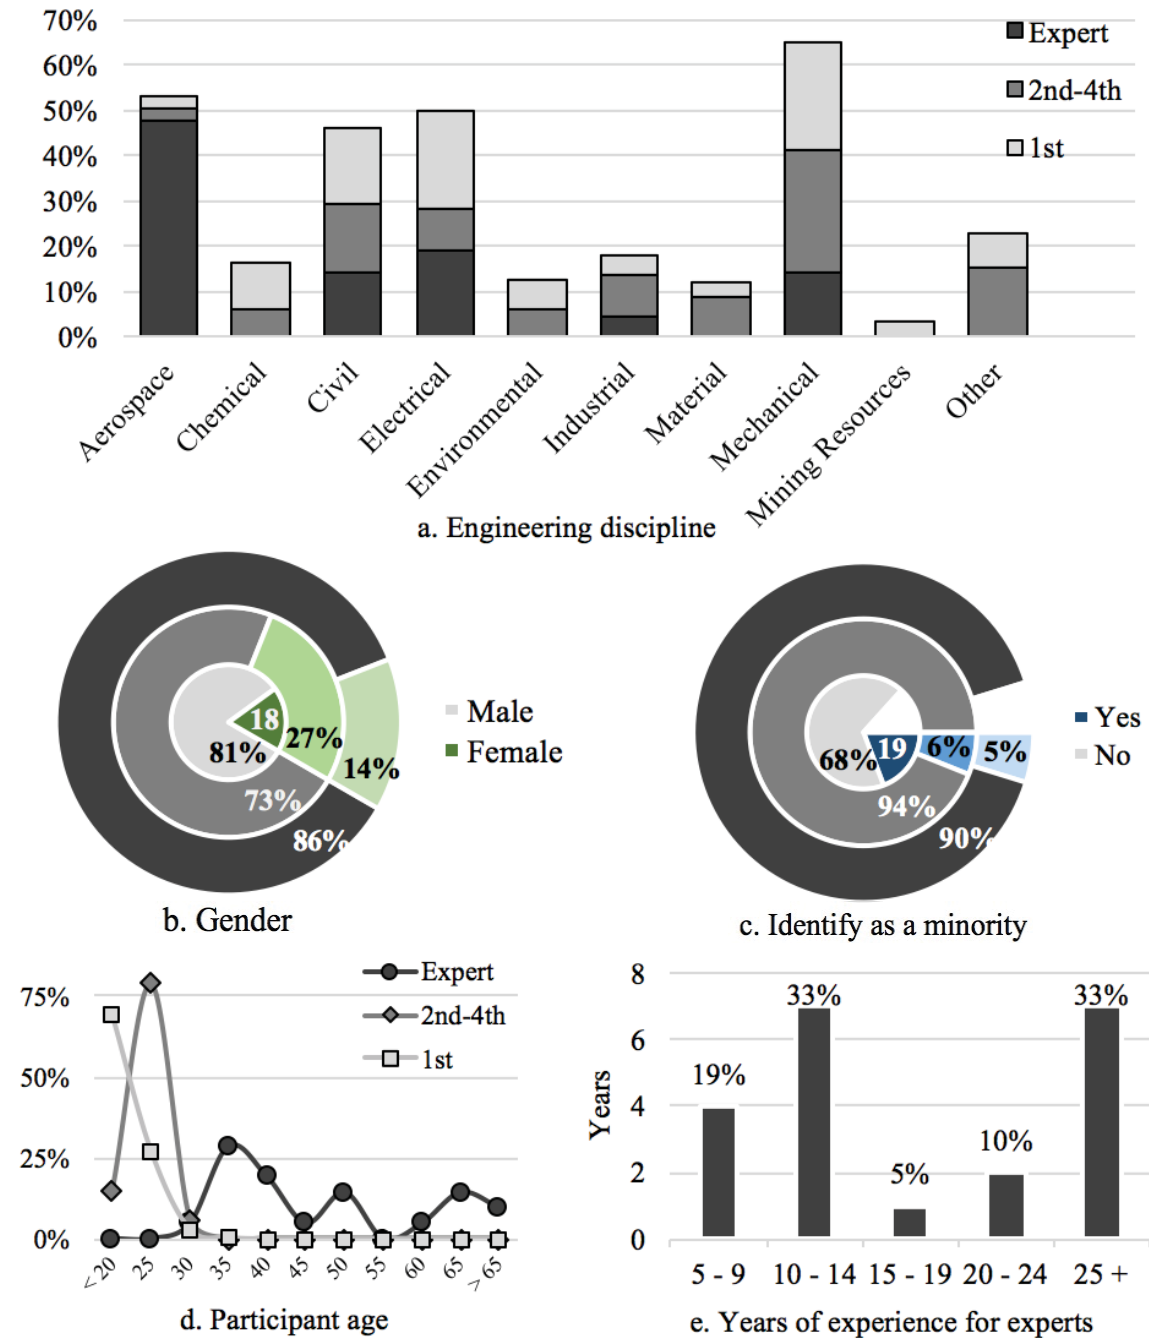 70%
60%
50%
40%
30%
20%
10%
0%
Expert
2nd-4th
1st
Aerospace
Chemical
Civil
Electrical
Environmental
Industrial
Material
Mechanical
Mining Resources
Other
a. Engineering discipline
18
81%
27%
14%
73%
86%
Male
Female
b. Gender
68%
19
6%
5%
94%
90%
Yes
No
c. Identify as a minority
75%
50%
25%
0%
Expert
2nd-4th
1st
< 20
25
30
35
40
45
50
55
60
65
> 65
d. Participant age
Years
8
6
4
2
0
19%
33%
5%
10%
33%
5 - 9
10 - 14
15 - 19
20 - 24
25 +
e. Years of experience for experts